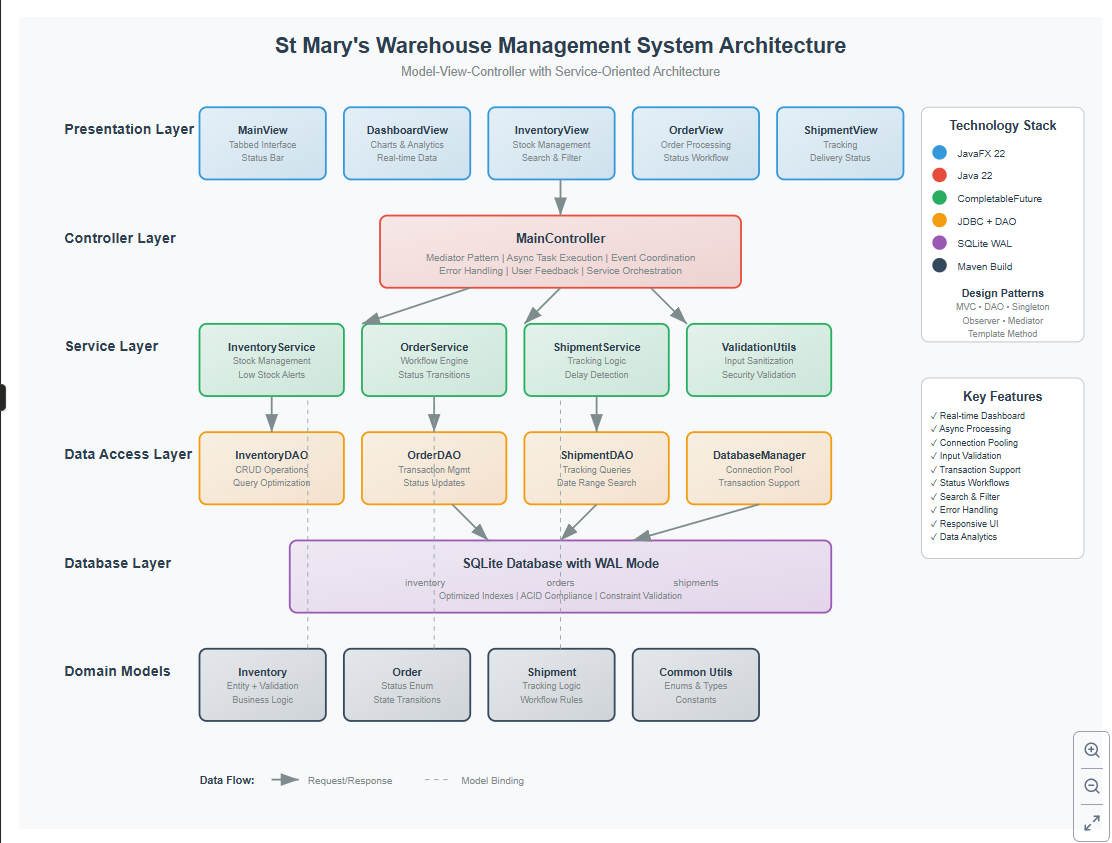 St Mary's Warehouse Management System Architecture
Model-View-Controller with Service-Oriented Architecture
Presentation Layer
MainView
Tabbed Interface
Status Bar
DashboardView
Charts & Analytics
Real-time Data
InventoryView
Stock Management
Search & Filter
OrderView
Order Processing
Status Workflow
ShipmentView
Tracking
Delivery Status
Controller Layer
MainController
Mediator Pattern | Async Task Execution | Event Coordination
Error Handling | User Feedback | Service Orchestration
Service Layer
InventoryService
Stock Management
Low Stock Alerts
OrderService
Workflow Engine
Status Transitions
ShipmentService
Tracking Logic
Delay Detection
ValidationUtils
Input Sanitization
Security Validation
Data Access Layer
InventoryDAO
CRUD Operations
Query Optimization
OrderDAO
Transaction Mgmt
Status Updates
ShipmentDAO
Tracking Queries
Date Range Search
DatabaseManager
Connection Pool
Transaction Support
Database Layer
SQLite Database with WAL Mode
inventory orders shipments
Optimized Indexes | ACID Compliance | Constraint Validation
Domain Models
Inventory
Entity + Validation
Business Logic
Order
Status Enum
State Transitions
Shipment
Tracking Logic
Workflow Rules
Common Utils
Enums & Types
Constants
Data Flow: Request/Response Model Binding
Technology Stack
JavaFX 22
Java 22
CompletableFuture
JDBC + DAO
SQLite WAL
Maven Build
Design Patterns
MVC • DAO • Singleton
Observer • Mediator
Template Method
Key Features
✓ Real-time Dashboard
✓ Async Processing
✓ Connection Pooling
✓ Input Validation
✓ Transaction Support
✓ Status Workflows
✓ Search & Filter
✓ Error Handling
✓ Responsive UI
✓ Data Analytics